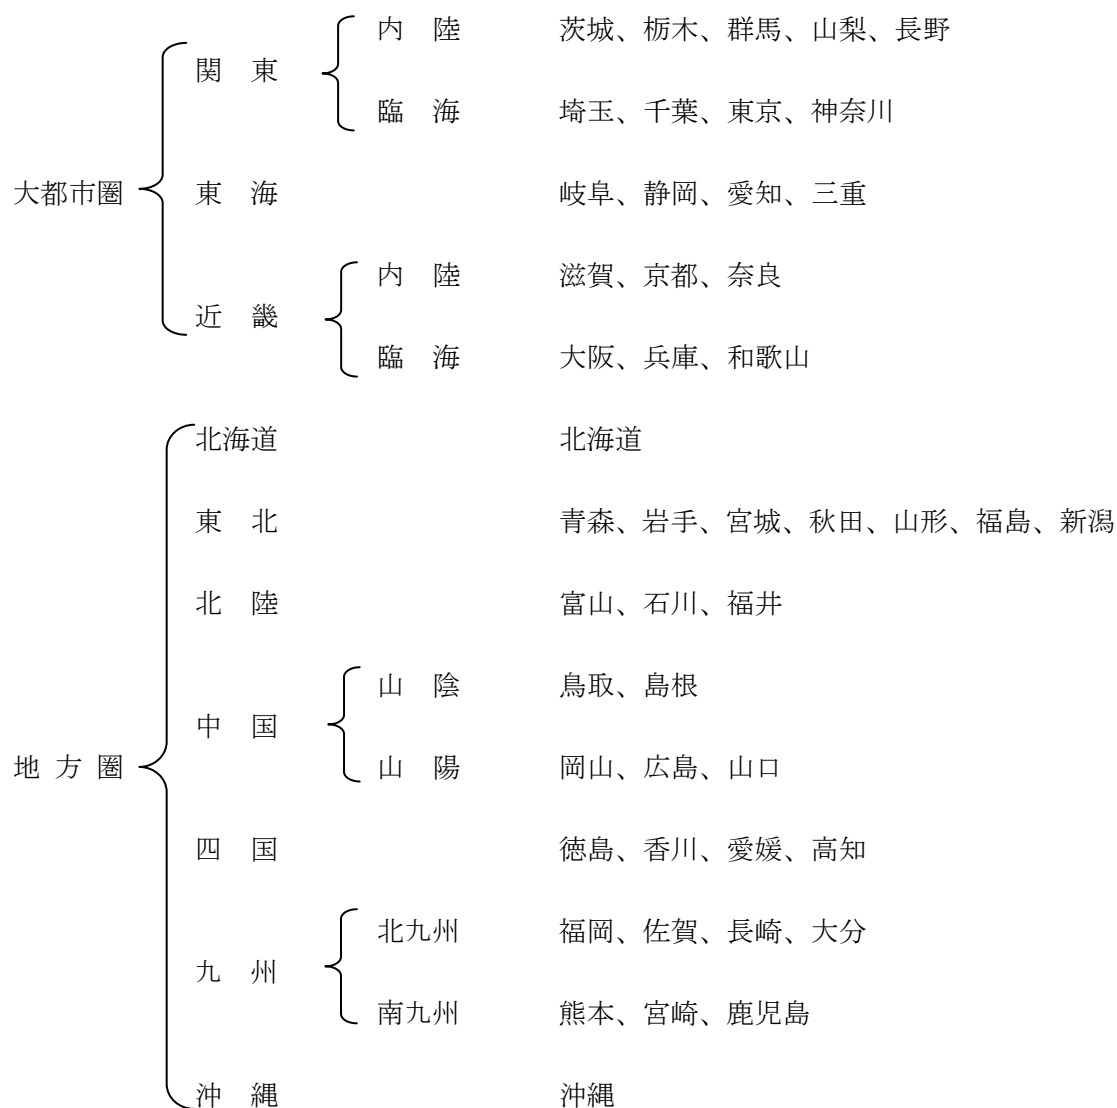 内　陸　茨城、栃木、群馬、山梨、長野
関　東
臨　海　埼玉、千葉、東京、神奈川
大都市圏　東　海　岐阜、静岡、愛知、三重
内　陸　滋賀、京都、奈良
近　畿
臨　海　大阪、兵庫、和歌山
北海道　北海道
東　北　青森、岩手、宮城、秋田、山形、福島、新潟
北　陸　富山、石川、福井
山　陰　鳥取、島根
中　国
地 方 圏　山　陽　岡山、広島、山口
四　国　徳島、香川、愛媛、高知
北九州　福岡、佐賀、長崎、大分
九　州
南九州　熊本、宮崎、鹿児島
沖　縄　沖縄